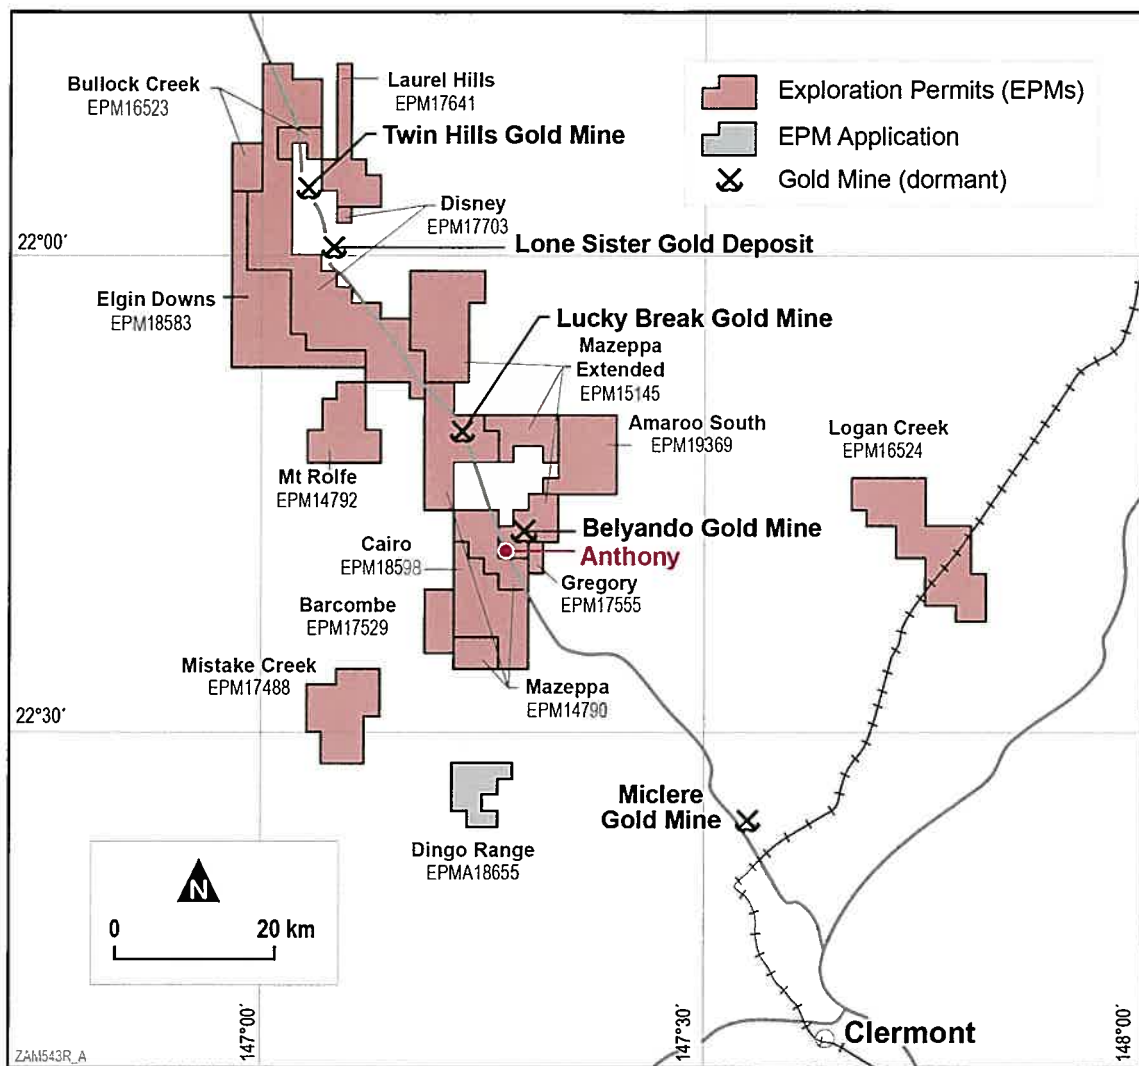 Bullock Creek
EPM16523
Laurel Hills
EPM17641
Twin Hills Gold Mine
Exploration Permits (EPMs)
EPM Application
Gold Mine (dormant)
Disney
EPM17703
22°00′
Lone Sister Gold Deposit
Elgin Downs
EPM18583
Lucky Break Gold Mine
Mazeppa
Extended
EPM15145
Amaroo South
EPM19369
Logan Creek
EPM16524
Mt Rolfe
EPM14792
Belyando Gold Mine
Cairo
EPM18598
Anthony
Gregory
EPM17555
Barcombe
EPM17529
Mistake Creek
EPM17488
Mazeppa
EPM14790
22°30′
Miclere
Gold Mine
Dingo Range
EPMA18655
N
0 20 km
147°00′
147°30′
148°00′
Clermont
ZAM543R_A